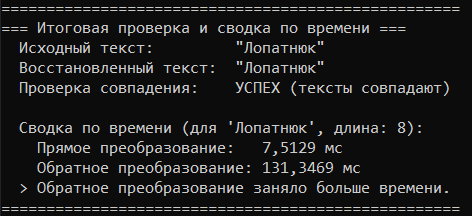 ==================================================
=== Итоговая проверка и сводка по времени ===
Исходный текст: "Лопатнюк"
Восстановленный текст: "Лопатнюк"
Проверка совпадения: УСПЕХ (тексты совпадают)
Сводка по времени (для 'Лопатнюк', длина: 8):
Прямое преобразование: 7,5129 мс
Обратное преобразование: 131,3469 мс
> Обратное преобразование заняло больше времени.
==================================================